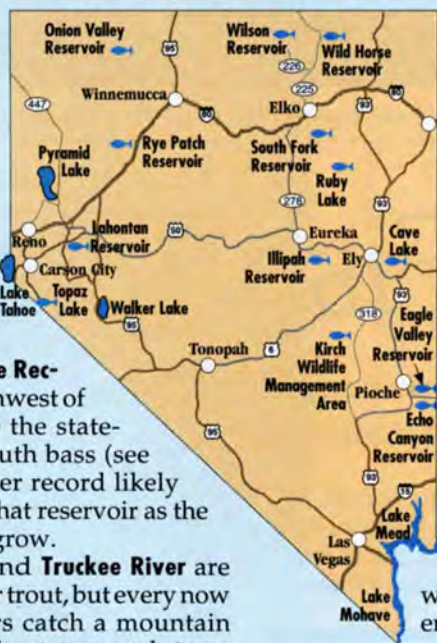 Onion Valley
Reservoir
95
Wilson
Reservoir
Wild Horse
Reservoir
226
225
447
Winnemucca
80
Elko
93
80
Pyramid
Lake
Rye Patch
Reservoir
South Fork
Reservoir
Ruby
Lake
278
93
Reno
Lahontan
Reservoir
50
Eureka
Cave
Lake
Carson City
Illipah
Reservoir
Ely
Lake
Tahoe
Topaz
Lake
Walker Lake
95
93
318
Eagle
Valley
Reservoir
Tonopah
6
Kirch
Wildlife
Management
Area
Pioche
Echo
Canyon
Reservoir
95
93
15
Las
Vegas
Lake
Mead
Lake
Mohave
e Rec-
hwest of
the state-
uth bass (see
er record likely
hat reservoir as the
grow.
nd Truckee River are
r trout, but every now
rs catch a mountain
w